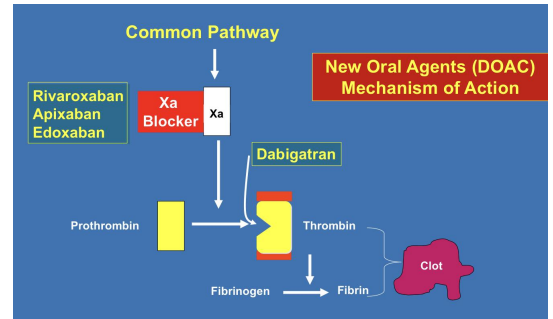 Common Pathway
New Oral Agents (DOAC)
Mechanism of Action
Rivaroxaban
Apixaban
Edoxaban
Xa
Blocker
Xa
Dabigatran
Prothrombin
Thrombin
Clot
Fibrinogen
Fibrin